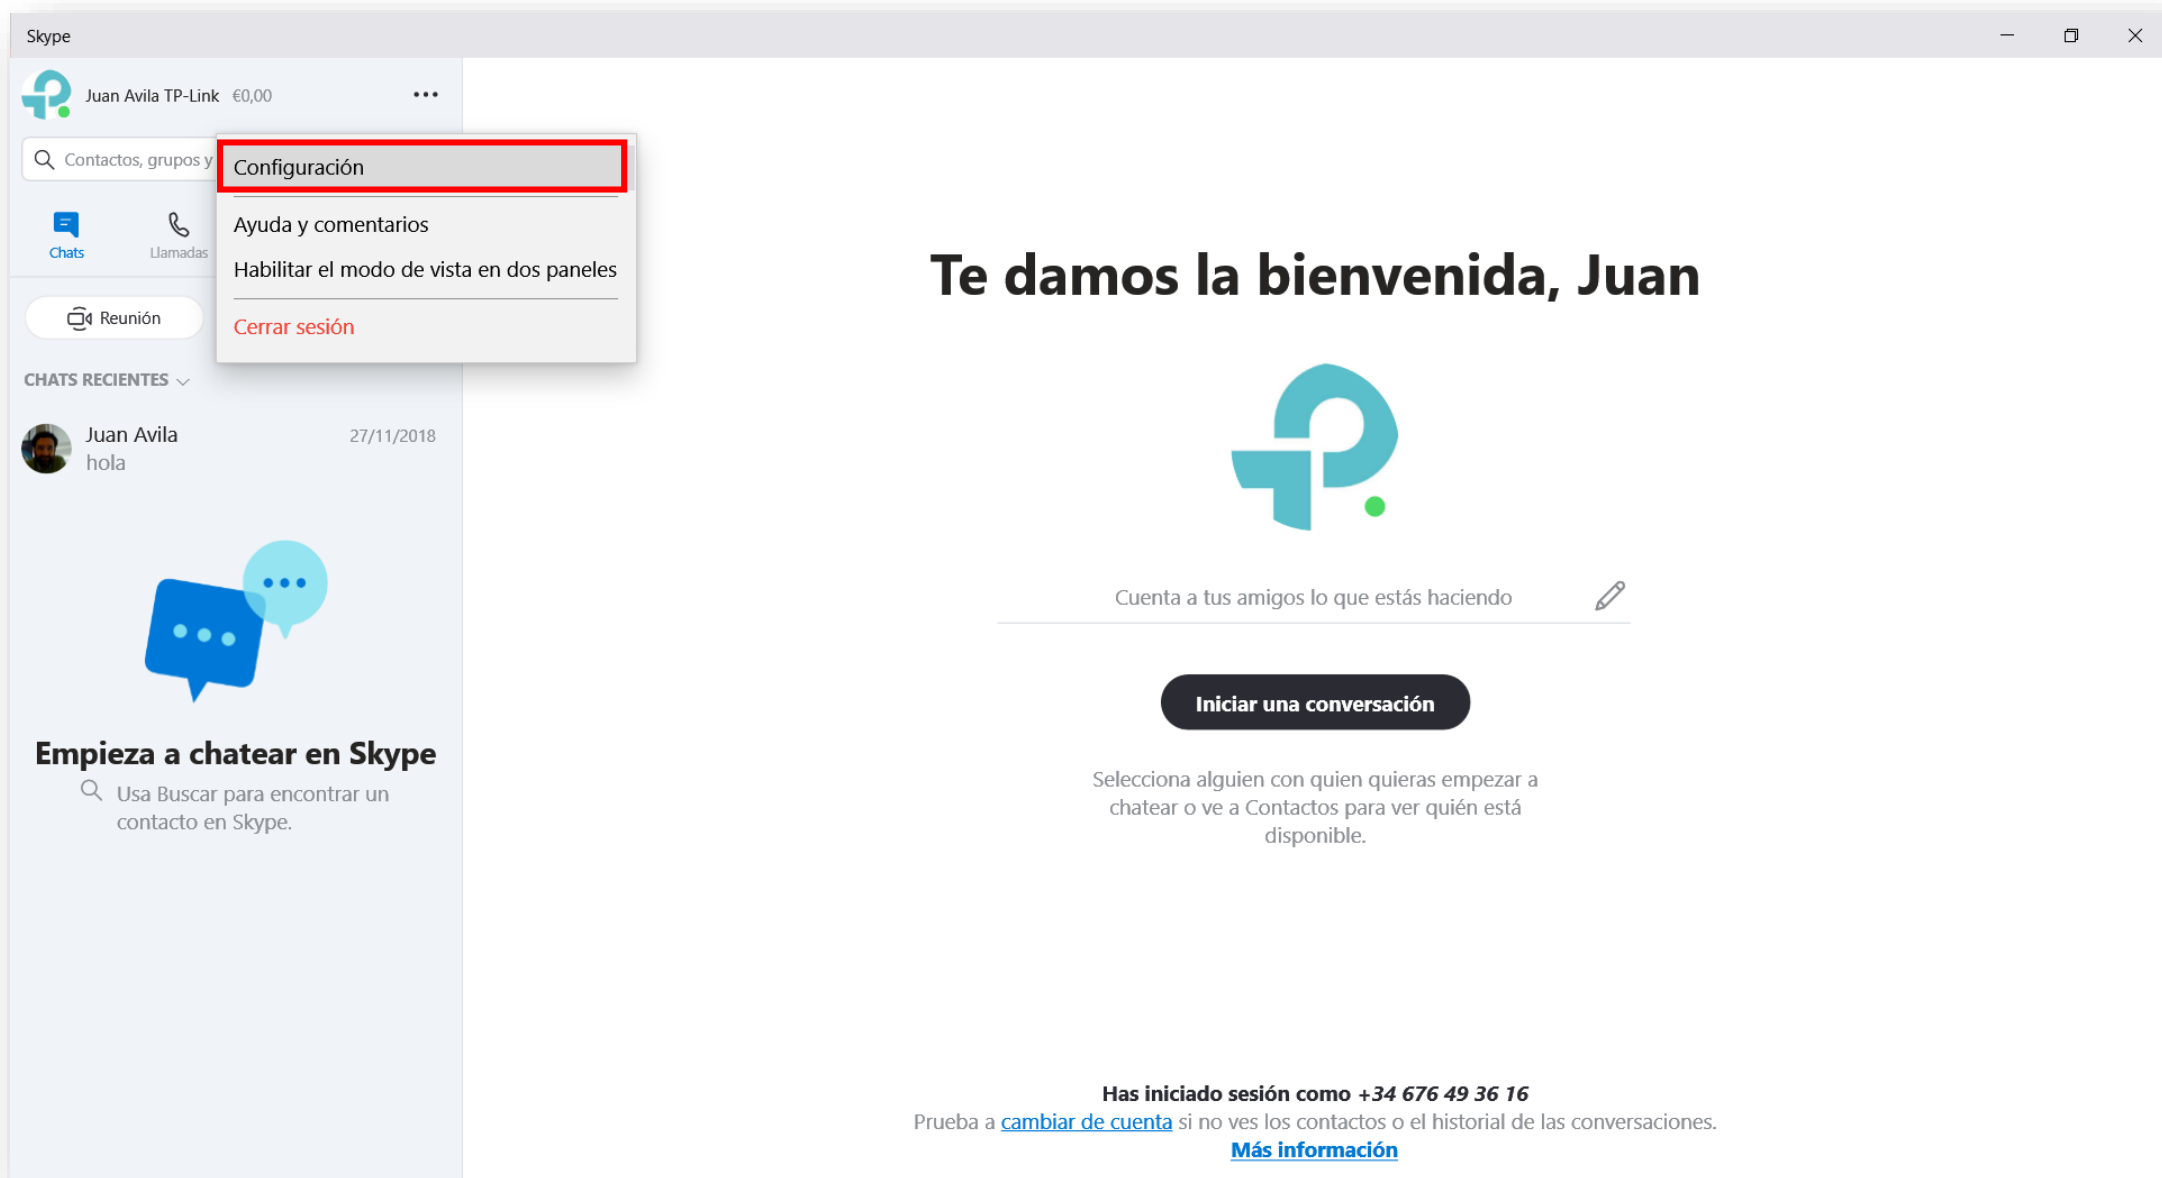 Skype
Juan Avila TP-Link €0,00
Contactos, grupos y
Configuración
Ayuda y comentarios
Habilitar el modo de vista en dos paneles
Cerrar sesión
Chats
Llamadas
Reunión
CHATS RECIENTES
Juan Avila 27/11/2018
hola
Empieza a chatear en Skype
Usa Buscar para encontrar un
contacto en Skype.
Te damos la bienvenida, Juan
Cuenta a tus amigos lo que estás haciendo
Iniciar una conversación
Selecciona alguien con quien quieras empezar a
chatear o ve a Contactos para ver quién está
disponible.
Has iniciado sesión como +34 676 49 36 16
Prueba a cambiar de cuenta si no ves los contactos o el historial de las conversaciones.
Más información